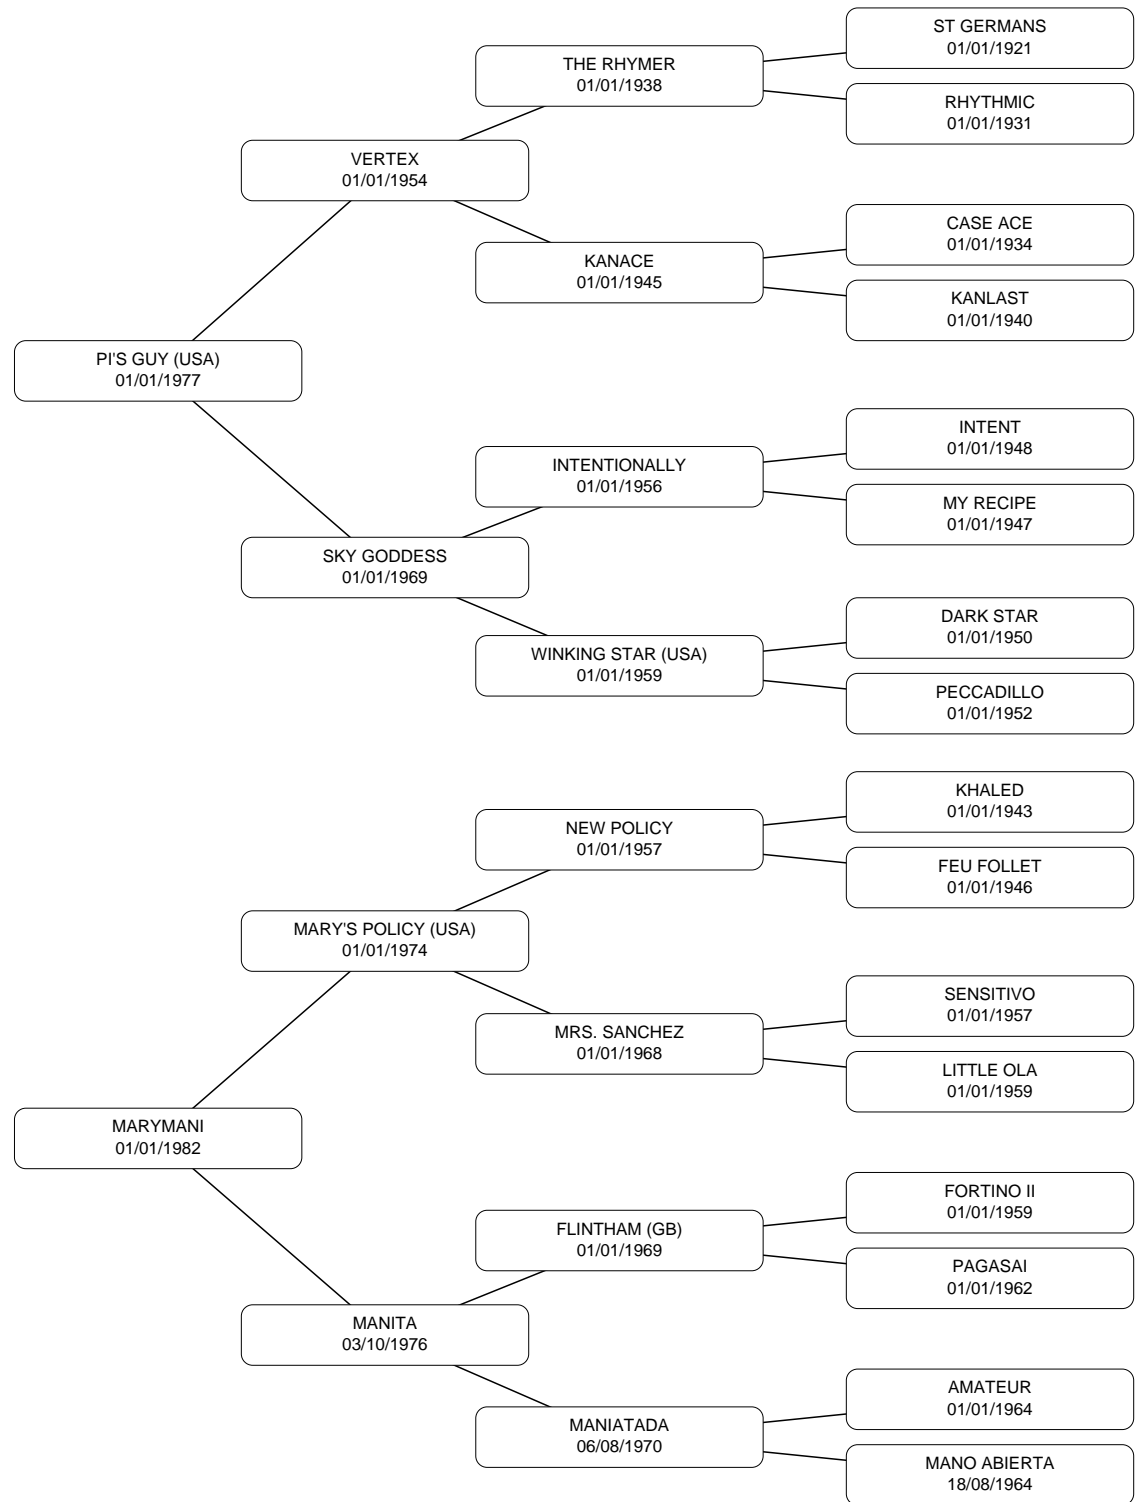 ST GERMANS
01/01/1921
THE RHYMER
01/01/1938
RHYTHMIC
01/01/1931
VERTEX
01/01/1954
CASE ACE
01/01/1934
KANACE
01/01/1945
KANLAST
01/01/1940
PI'S GUY (USA)
01/01/1977
INTENT
01/01/1948
INTENTIONALLY
01/01/1956
MY RECIPE
01/01/1947
SKY GODDESS
01/01/1969
DARK STAR
01/01/1950
WINKING STAR (USA)
01/01/1959
PECCADILLO
01/01/1952
KHALED
01/01/1943
NEW POLICY
01/01/1957
FEU FOLLET
01/01/1946
MARY'S POLICY (USA)
01/01/1974
SENSITIVO
01/01/1957
MRS. SANCHEZ
01/01/1968
LITTLE OLA
01/01/1959
MARYMANI
01/01/1982
FORTINO II
01/01/1959
FLINTHAM (GB)
01/01/1969
PAGASAI
01/01/1962
MANITA
03/10/1976
AMATEUR
01/01/1964
MANIATADA
06/08/1970
MANO ABIERTA
18/08/1964